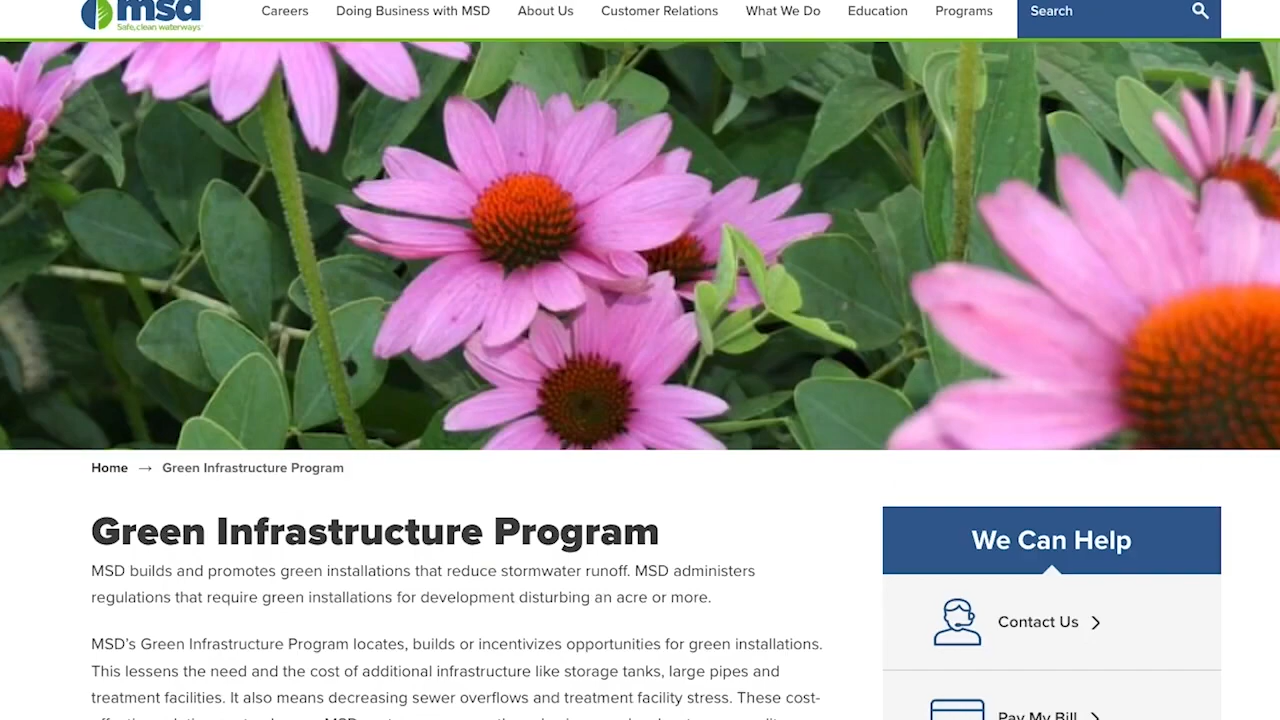 msd
Safe, clean waterways
Careers Doing Business with MSD About Us Customer Relations What We Do Education Programs Search
Home → Green Infrastructure Program
Green Infrastructure Program
MSD builds and promotes green installations that reduce stormwater runoff. MSD administers
regulations that require green installations for development disturbing an acre or more.
MSD's Green Infrastructure Program locates, builds or incentivizes opportunities for green installations.
This lessens the need and the cost of additional infrastructure like storage tanks, large pipes and
treatment facilities. It also means decreasing sewer overflows and treatment facility stress. These cost-
We Can Help
Contact Us
Pay My Bill